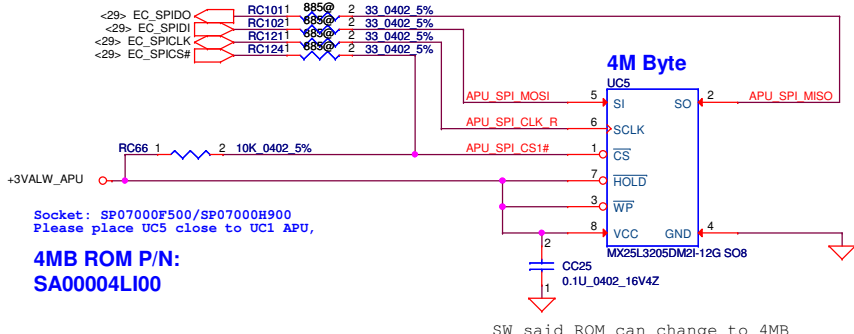 <29> EC_SPIDO RC101 1 885@ 2 33_0402_5%
<29> EC_SPIDI RC102 1 885@ 2 33_0402_5%
<29> EC_SPICLK RC121 1 885@ 2 33_0402_5%
<29> EC_SPICS# RC124 1 885@ 2 33_0402_5%
4M Byte
UC5
APU_SPI_MOSI 5 SI SO 2 APU_SPI_MISO
APU_SPI_CLK_R 6 SCLK
RC66 1 2 10K_0402_5% APU_SPI_CS1# 1 CS
+3VALW_APU 7 HOLD
3 WP
8 VCC GND 4
MX25L3205DM2I-12G SO8
Socket: SP07000F500/SP07000H900
Please place UC5 close to UC1 APU,
4MB ROM P/N:
SA00004LI00
2
CC25
0.1U_0402_16V4Z
1
SW said ROM can change to 4MB